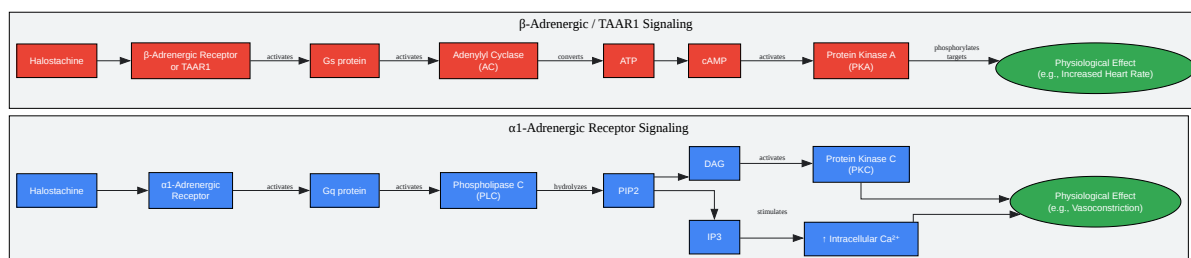 β-Adrenergic / TAAR1 Signaling
Halostachine
β-Adrenergic Receptor
or TAAR1
activates
Gs protein
activates
Adenylyl Cyclase
(AC)
converts
ATP
cAMP
activates
Protein Kinase A
(PKA)
phosphorylates
targets
Physiological Effect
(e.g., Increased Heart Rate)
α1-Adrenergic Receptor Signaling
Halostachine
α1-Adrenergic
Receptor
activates
Gq protein
activates
Phospholipase C
(PLC)
hydrolyzes
PIP2
DAG
activates
Protein Kinase C
(PKC)
IP3
stimulates
↑ Intracellular Ca²⁺
Physiological Effect
(e.g., Vasoconstriction)